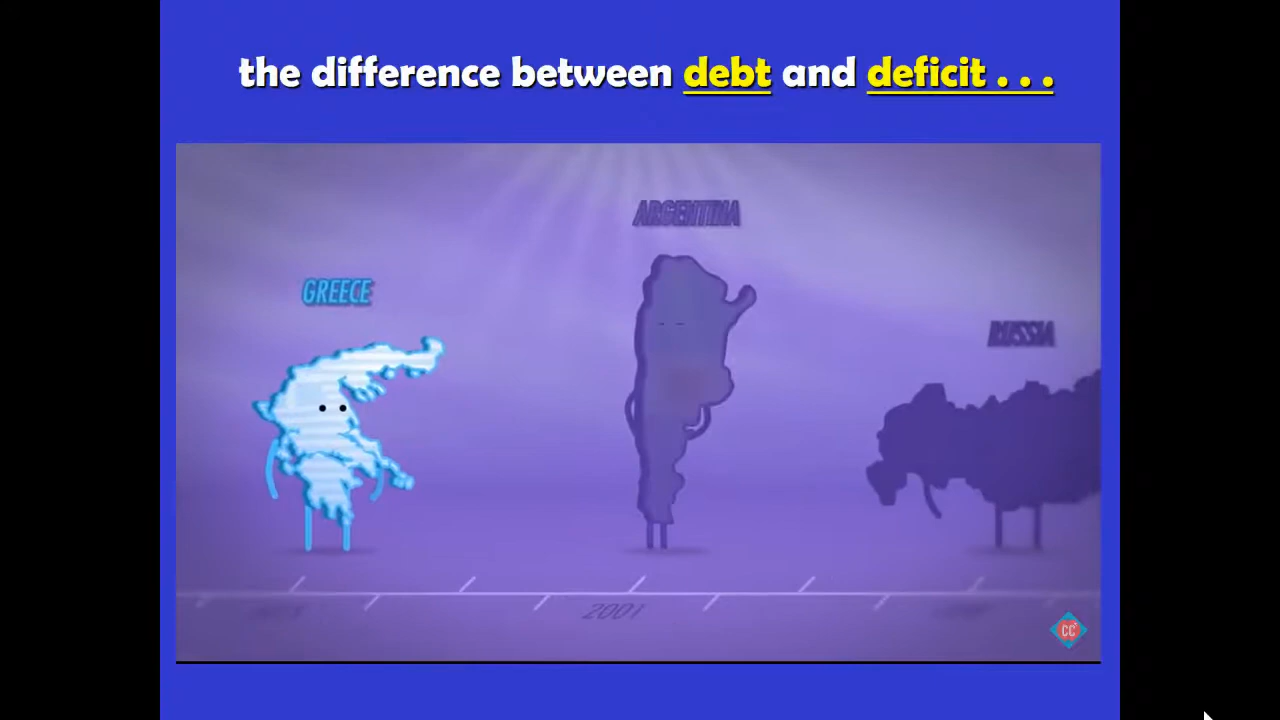 the difference between debt and deficit . . .
ARGENTINA
GREECE
RUSSIA
2001
CC